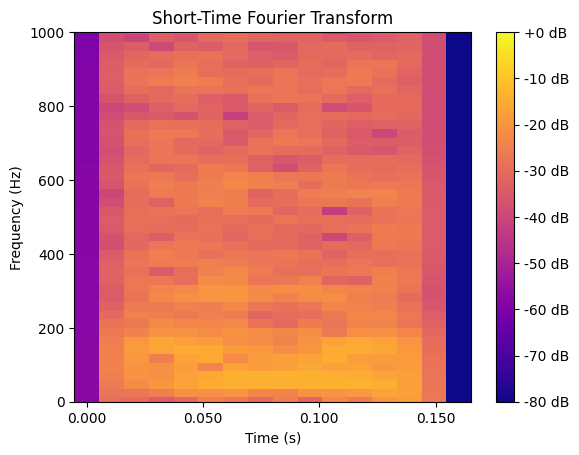 Short-Time Fourier Transform
1000
800
600
400
200
0
Frequency (Hz)
0.000
0.050
0.100
0.150
Time (s)
+0 dB
-10 dB
-20 dB
-30 dB
-40 dB
-50 dB
-60 dB
-70 dB
-80 dB